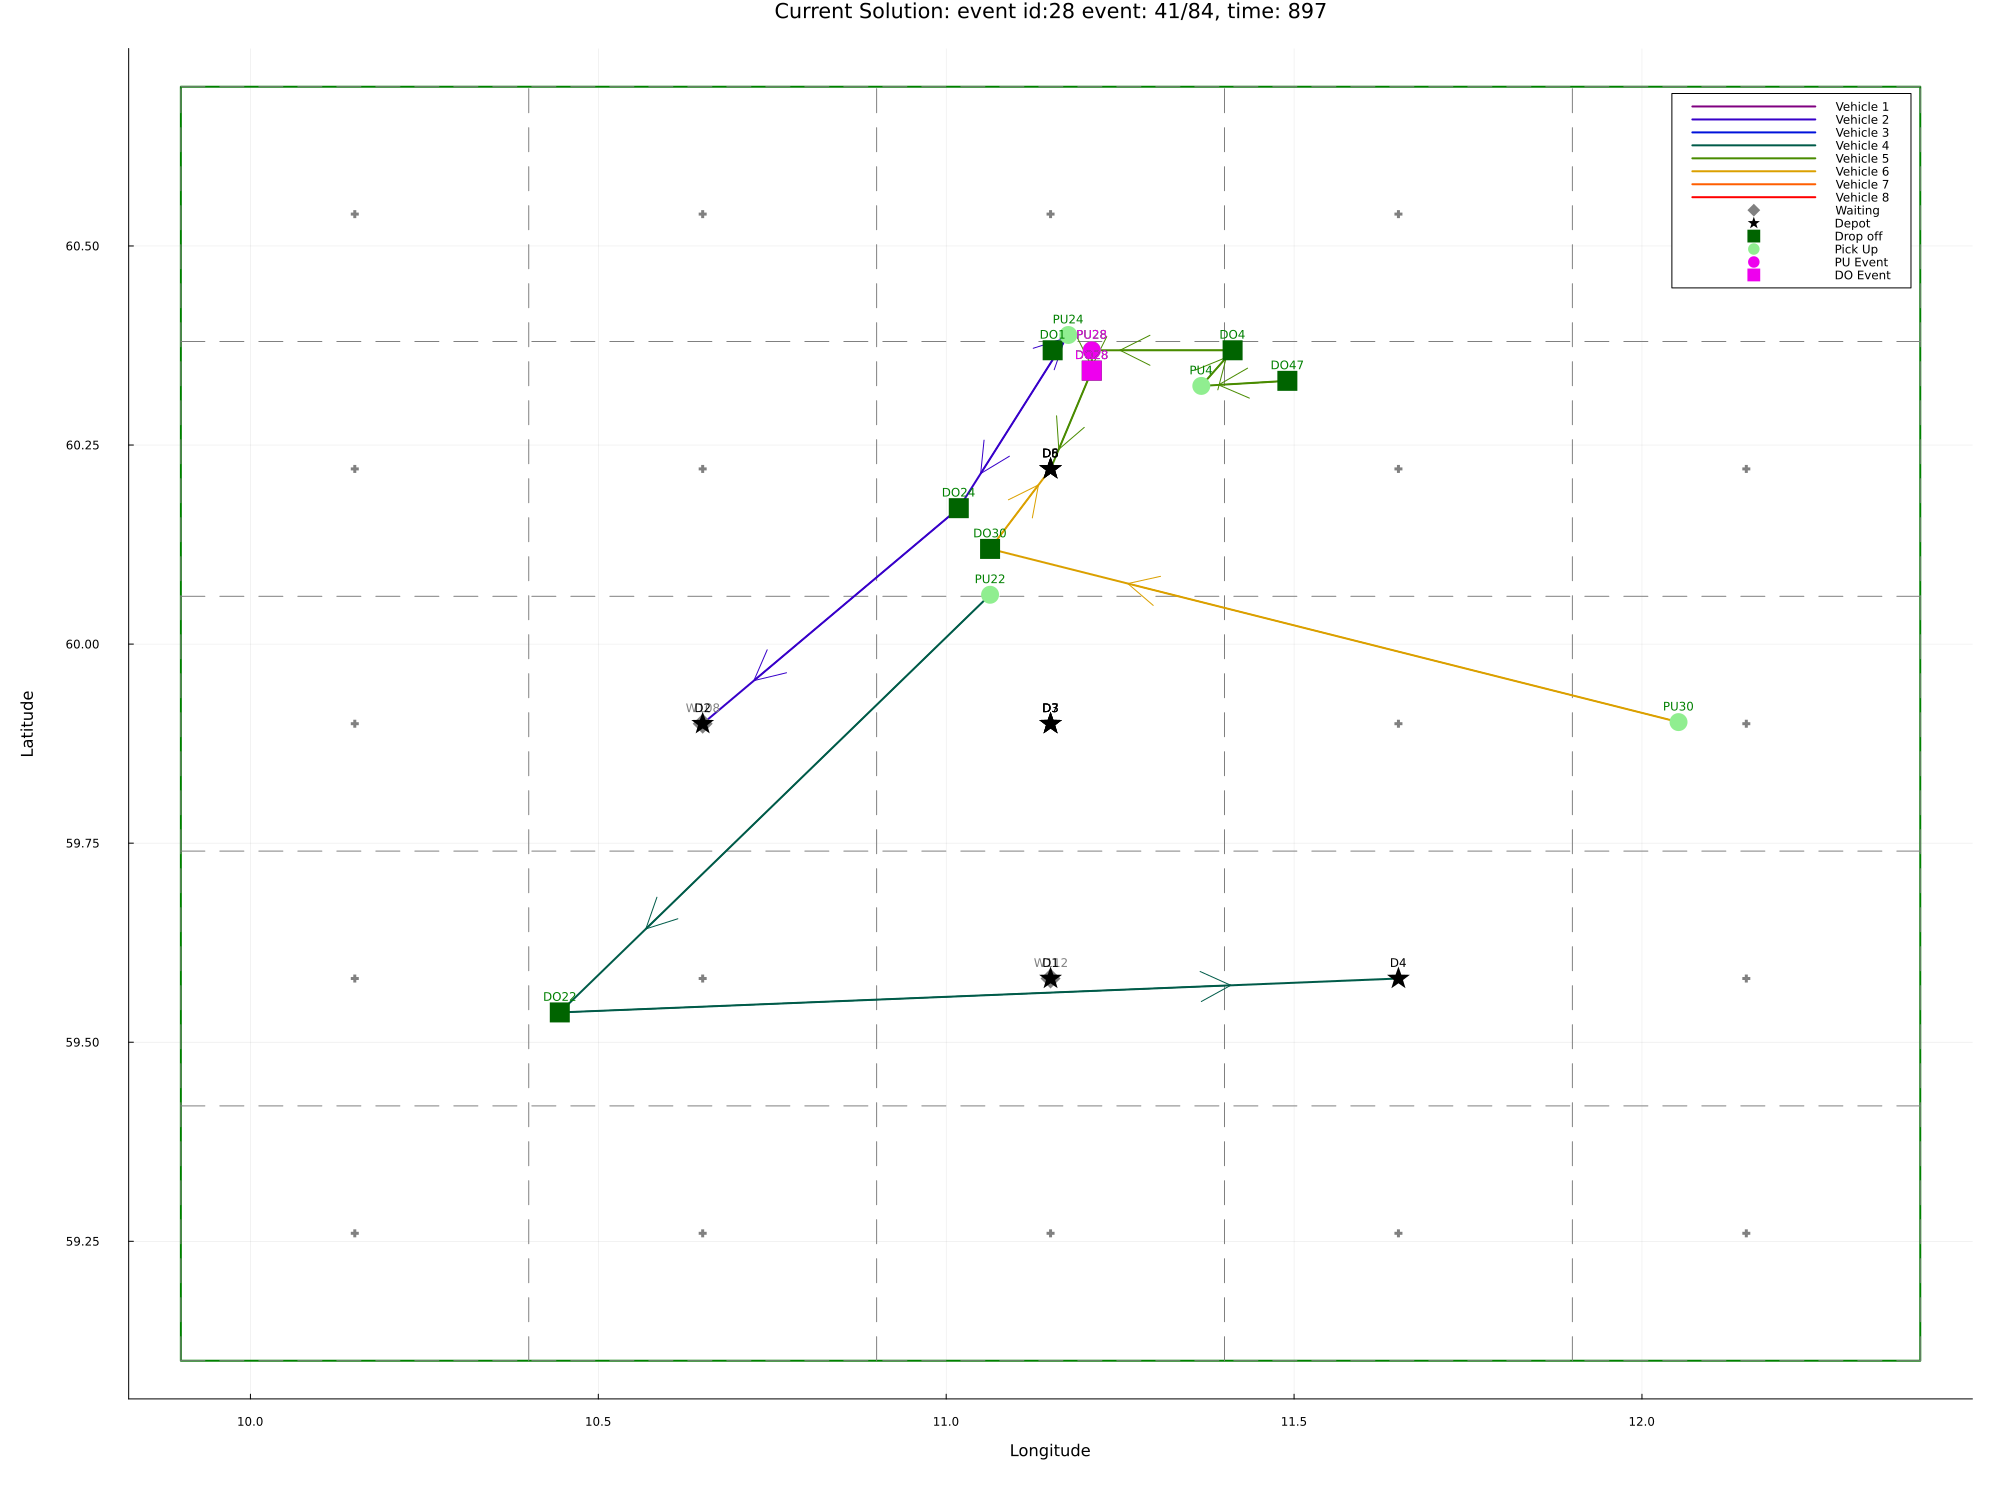 Current Solution: event id:28 event: 41/84, time: 897
Vehicle 1
Vehicle 2
Vehicle 3
Vehicle 4
Vehicle 5
Vehicle 6
Vehicle 7
Vehicle 8
Waiting
Depot
Drop off
Pick Up
PU Event
DO Event
60.50
60.25
60.00
59.75
59.50
59.25
PU24
DO1
PU28
DO4
DO28
PU4
DO47
DO24
DO30
PU22
D2
PU30
D1
D4
DO22
10.0
10.5
11.0
11.5
12.0
Longitude
Latitude